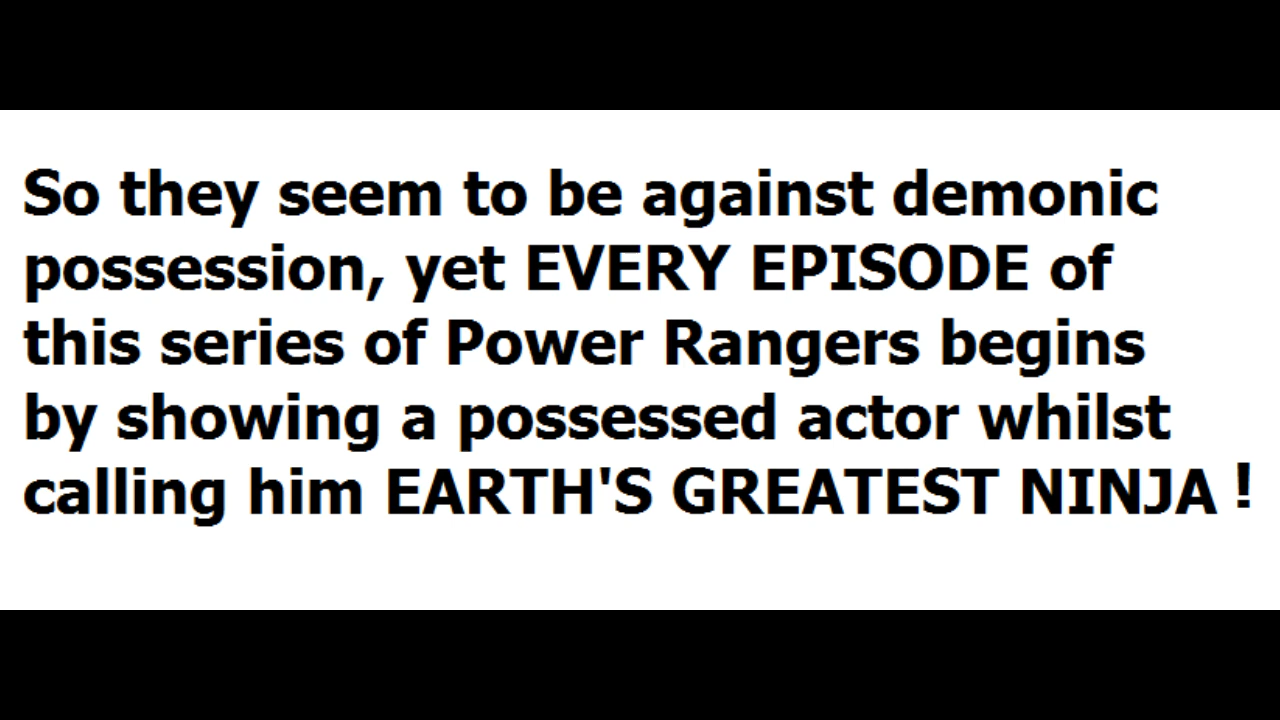 So they seem to be against demonic
possession, yet EVERY EPISODE of
this series of Power Rangers begins
by showing a possessed actor whilst
calling him EARTH'S GREATEST NINJA !